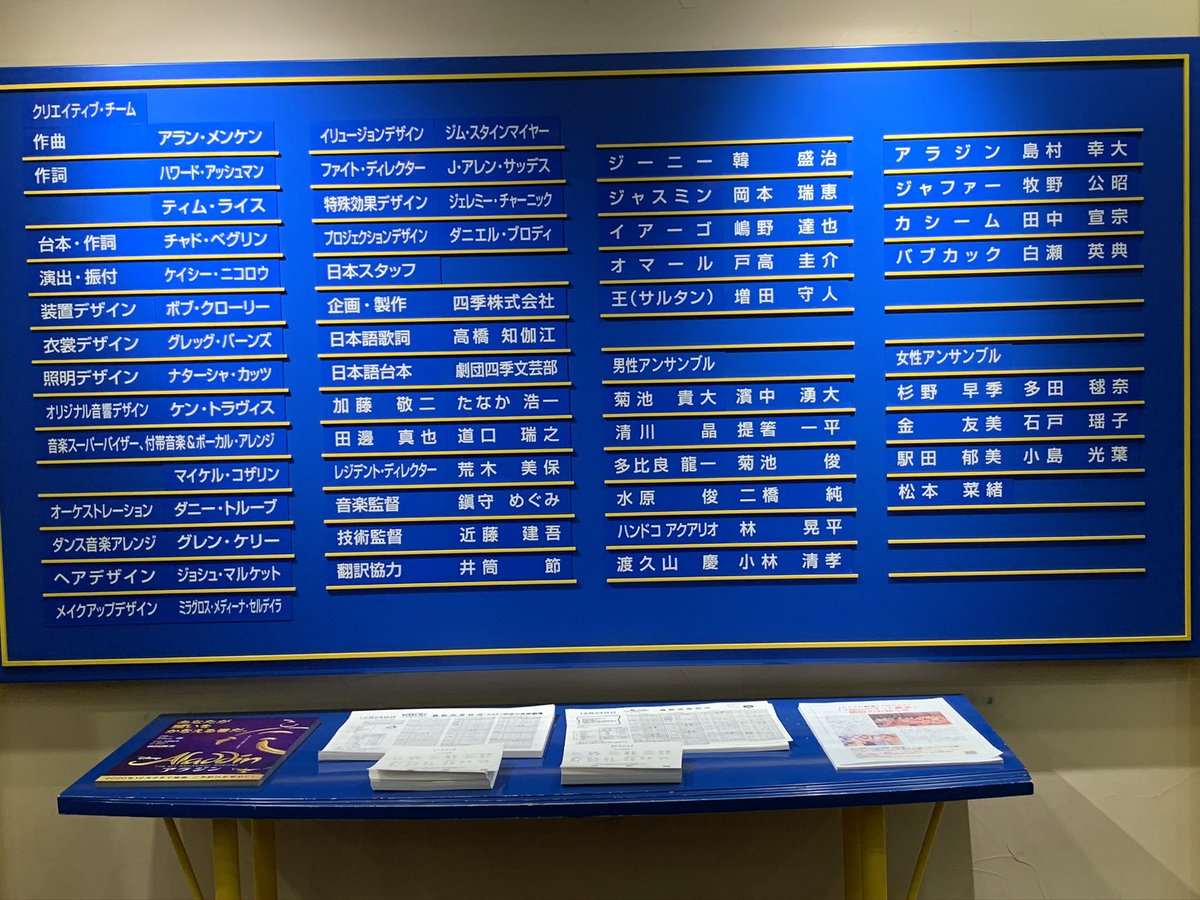 クリエイティブ・チーム
作曲 アラン・メンケン
作詞 ハワード・アッシュマン
ティム・ライス
台本・作詞 チャド・ベグリン
演出・振付 ケイシー・ニコロウ
装置デザイン ボブ・クローリー
衣裳デザイン グレッグ・バーンズ
照明デザイン ナターシャ・カッツ
オリジナル音響デザイン ケン・トラヴィス
音楽スーパーバイザー、付帯音楽&ボーカル・アレンジ
マイケル・コザリン
オーケストレーション ダニー・トルーブ
ダンス音楽アレンジ グレン・ケリー
ヘアデザイン ジョシュ・マルケット
メイクアップデザイン ミラグロス・メディーナ・セルデイラ
イリュージョンデザイン ジム・スタインマイヤー
ファイト・ディレクター J・アレン・サッデス
特殊効果デザイン ジェレミー・チャーニック
プロジェクションデザイン ダニエル・ブロディ
日本スタッフ
企画・製作 四季株式会社
日本語歌詞 高橋 知伽江
日本語台本 劇団四季文芸部
加藤 敬二 たなか 浩一
田邊 真也 道口 瑞之
レジデント・ディレクター 荒木 美保
音楽監督 鎮守 めぐみ
技術監督 近藤 建吾
翻訳協力 井筒 節
ジーニー 韓 盛治
ジャスミン 岡本 瑞恵
イアーゴ 嶋野 達也
オマール 戸高 圭介
王(サルタン) 増田 守人
男性アンサンブル
菊池 貴大 濱中 湧大
清川 晶 提箸 一平
多比良 龍一 菊池 俊
水原 俊 二橋 純
ハンドコ アクアリオ 林 晃平
渡久山 慶 小林 清孝
アラジン 島村 幸大
ジャファー 牧野 公昭
カシーム 田中 宣宗
バブカック 白瀬 英典
女性アンサンブル
杉野 早季 多田 毬奈
金 友美 石戸 瑶子
駅田 郁美 小島 光葉
松本 菜緒
あなたが
願いを
かなえる番だ。
Aladdin
アラジン